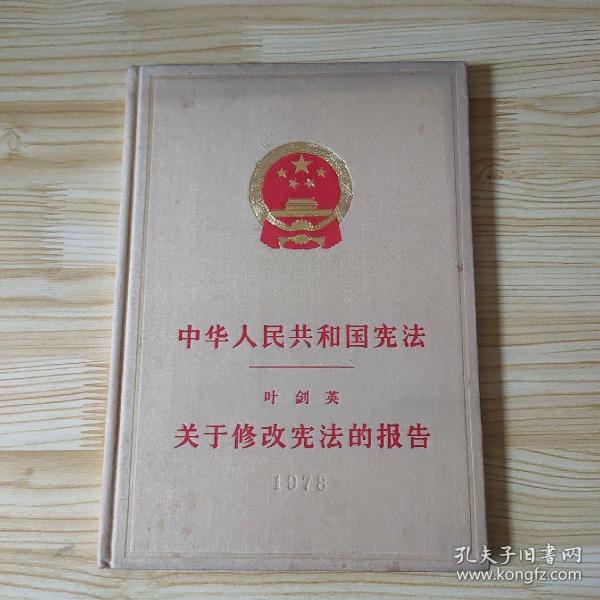 中华人民共和国宪法
叶剑英
关于修改宪法的报告
1978
孔夫子旧书网
www.kongfz.com